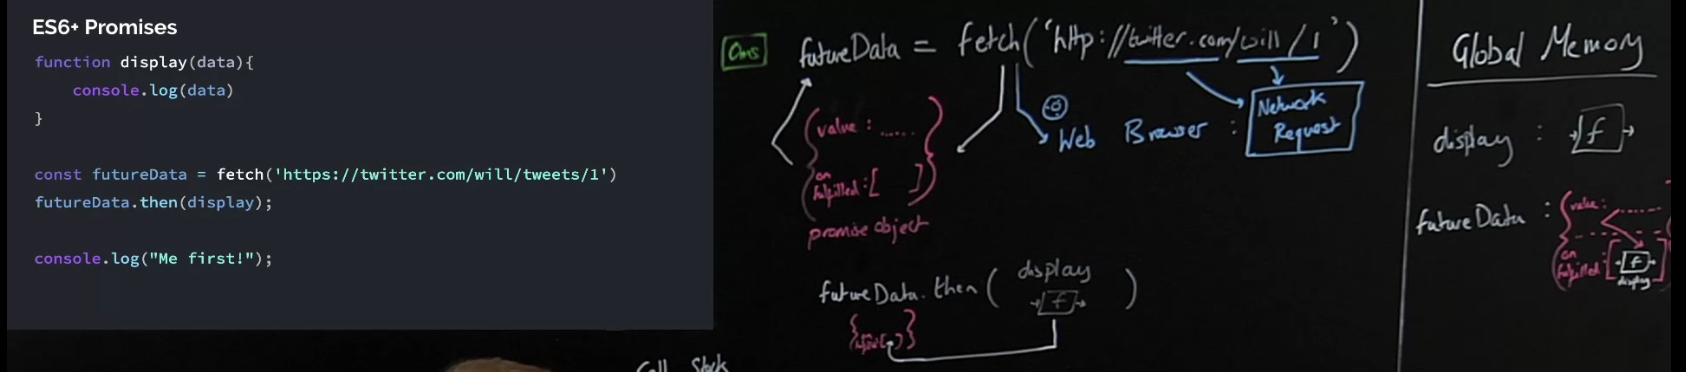 ES6+ Promises
function display(data){
console.log(data)
}
const futureData = fetch('https://twitter.com/will/tweets/1')
futureData.then(display);
console.log("Me first!");
0ms
futureData = fetch('http://twitter.com/will/1')
{value: ......
on fulfilled: [ ]}
promise object
Web Browser : Network Request
futureData.then( display )
f
Call Stack
Global Memory
display : f
futureData : {value: ......
on fulfilled: [f]
display